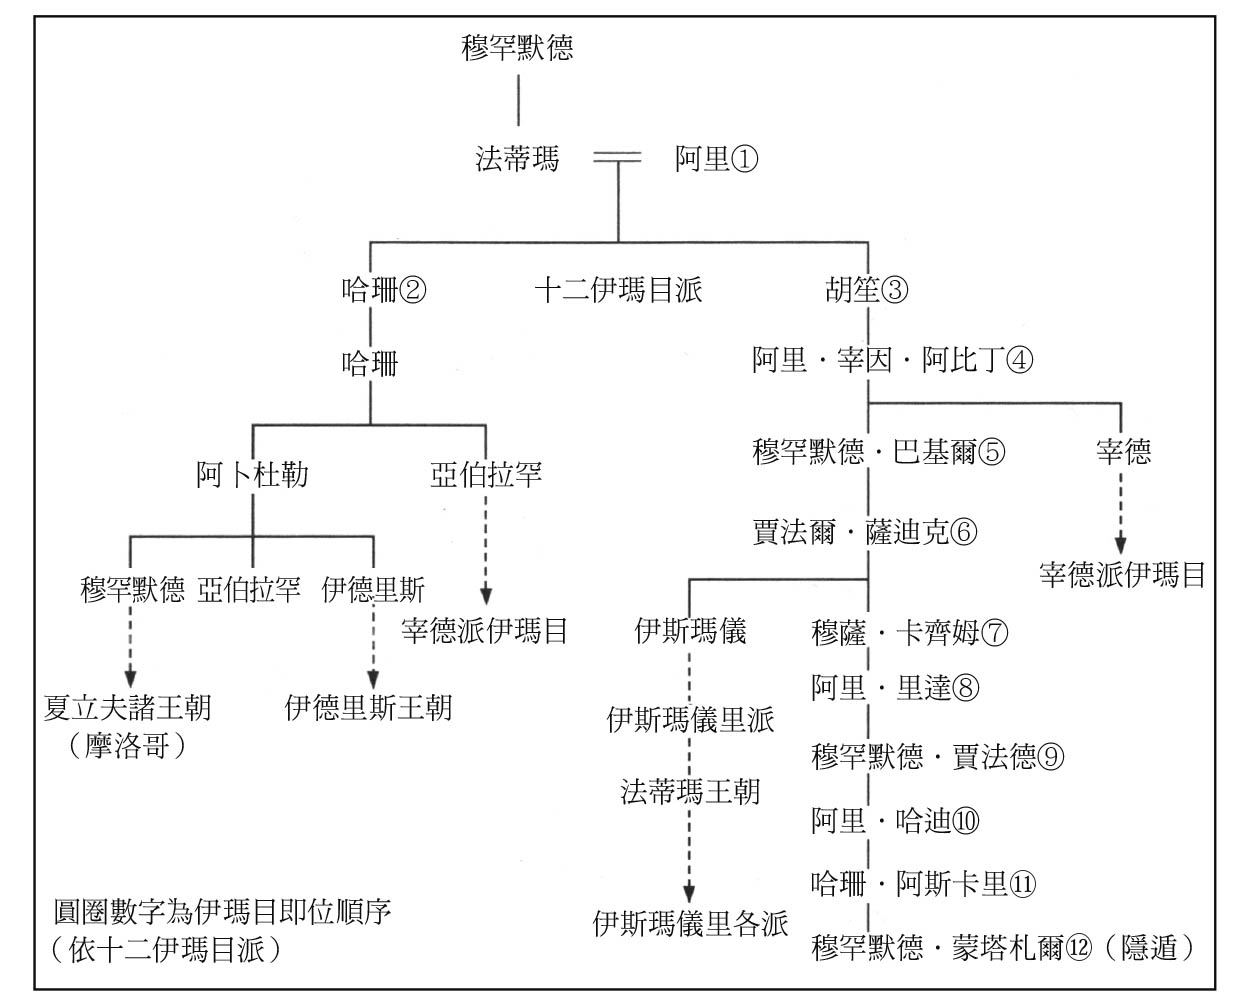 穆罕默德
法蒂瑪 阿里①
哈珊② 十二伊瑪目派 胡笙③
哈珊 阿里・宰因・阿比丁④
穆罕默德・巴基爾⑤ 宰德
阿卜杜勒 亞伯拉罕
賈法爾・薩迪克⑥
宰德派伊瑪目
穆罕默德 亞伯拉罕 伊德里斯
宰德派伊瑪目 伊斯瑪儀 穆薩・卡齊姆⑦
阿里・里達⑧
夏立夫諸王朝 伊德里斯王朝 伊斯瑪儀里派
（摩洛哥） 穆罕默德・賈法德⑨
法蒂瑪王朝
阿里・哈迪⑩
哈珊・阿斯卡里⑪
圓圈數字為伊瑪目即位順序 伊斯瑪儀里各派
（依十二伊瑪目派） 穆罕默德・蒙塔札爾⑫（隱遁）